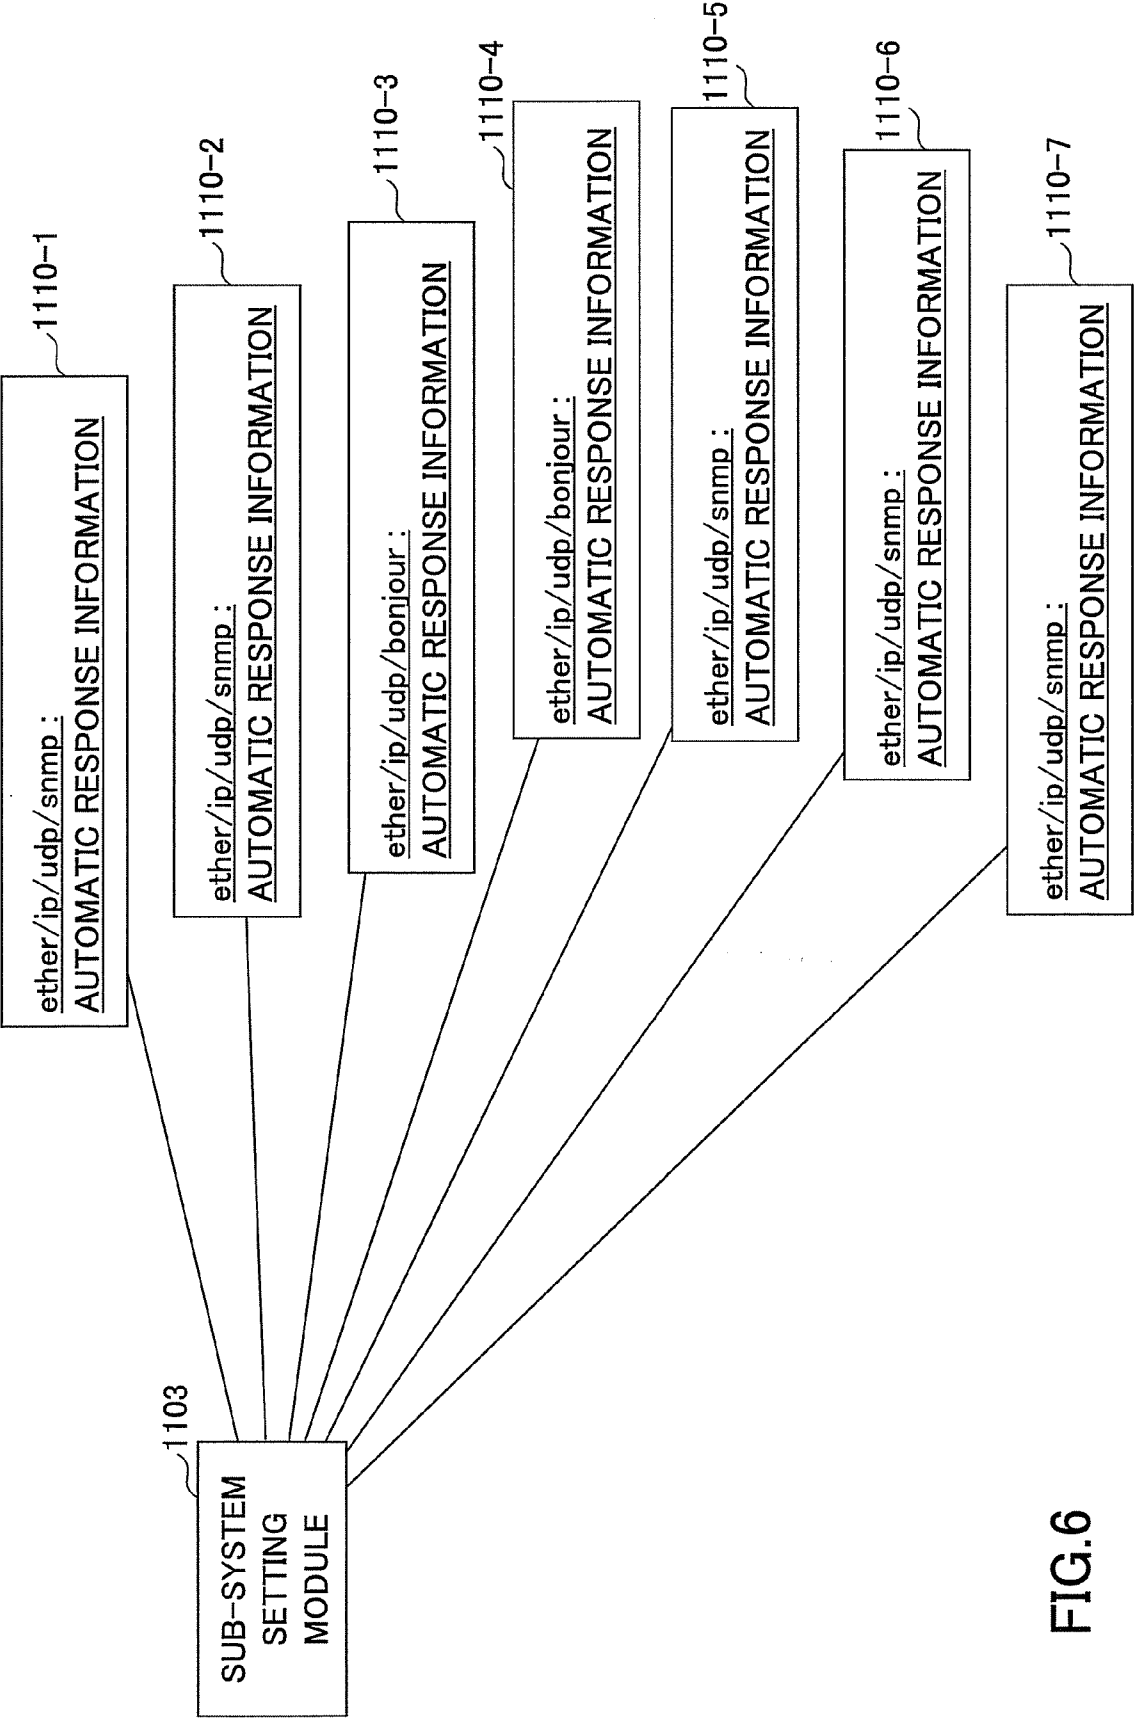 1110-1
ether/ip/udp/snmp:
AUTOMATIC RESPONSE INFORMATION
1110-2
ether/ip/udp/snmp:
AUTOMATIC RESPONSE INFORMATION
1110-3
ether/ip/udp/bonjour:
AUTOMATIC RESPONSE INFORMATION
1110-4
ether/ip/udp/bonjour:
AUTOMATIC RESPONSE INFORMATION
1110-5
ether/ip/udp/snmp:
AUTOMATIC RESPONSE INFORMATION
1110-6
ether/ip/udp/snmp:
AUTOMATIC RESPONSE INFORMATION
1110-7
ether/ip/udp/snmp:
AUTOMATIC RESPONSE INFORMATION
1103
SUB-SYSTEM
SETTING
MODULE
FIG.6